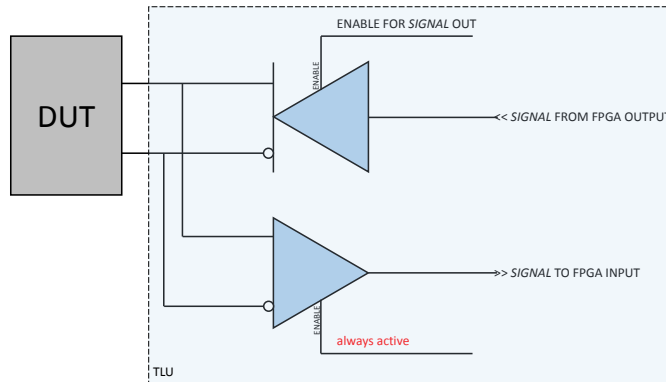 ENABLE FOR SIGNAL OUT
ENABLE
DUT
<< SIGNAL FROM FPGA OUTPUT
>> SIGNAL TO FPGA INPUT
ENABLE
always active
TLU